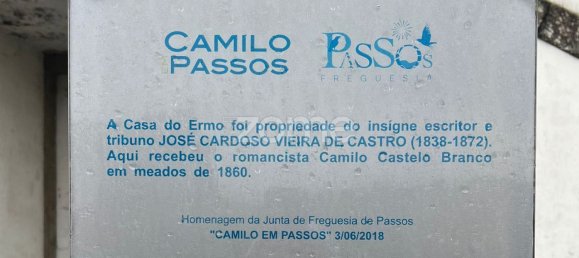 CAMILO
PASSOS
PASSOS
FREGUESIA
A Casa do Ermo foi propriedade do insigne escritor e
tribuno JOSÉ CARDOSO VIEIRA DE CASTRO (1838-1872).
Aqui recebeu o romancista Camilo Castelo Branco
em meados de 1860.
zome
Homenagem da Junta de Freguesia de Passos
"CAMILO EM PASSOS" 3/06/2018